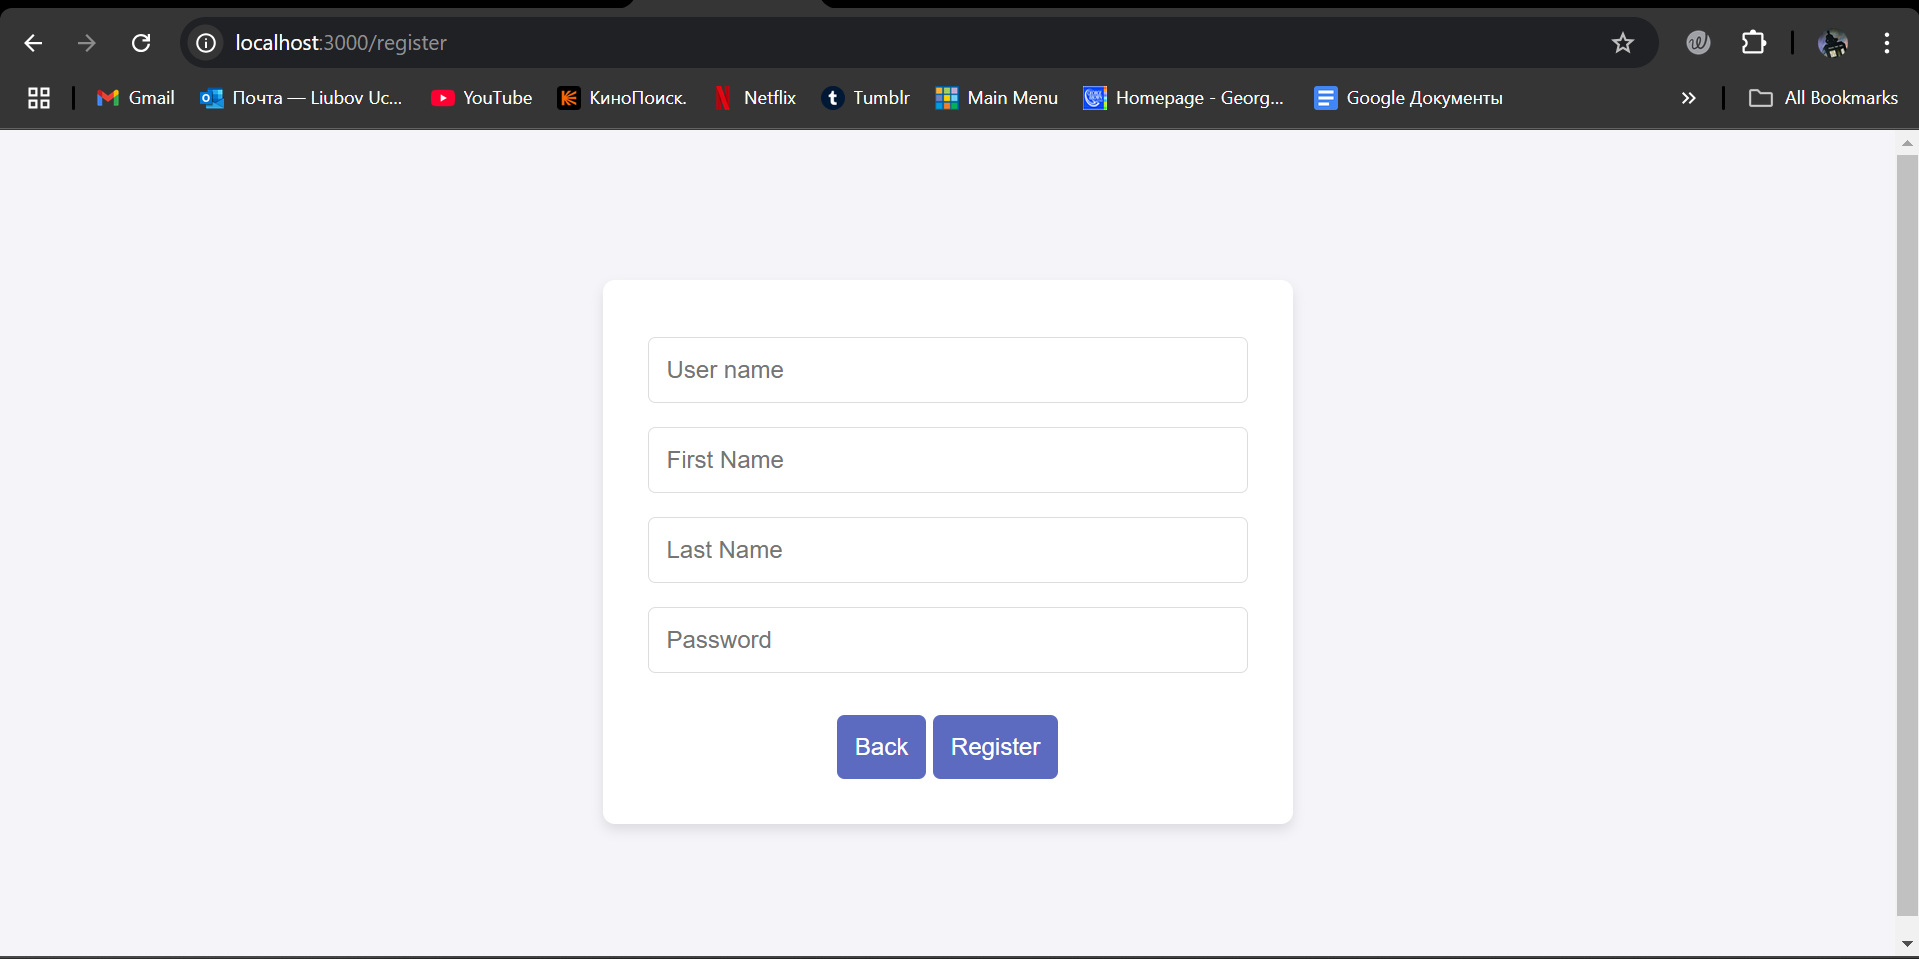 localhost:3000/register
Gmail Почта — Liubov Uc... YouTube КиноПоиск. Netflix Tumblr Main Menu Homepage - Georg... Google Документы All Bookmarks
User name
First Name
Last Name
Password
Back Register